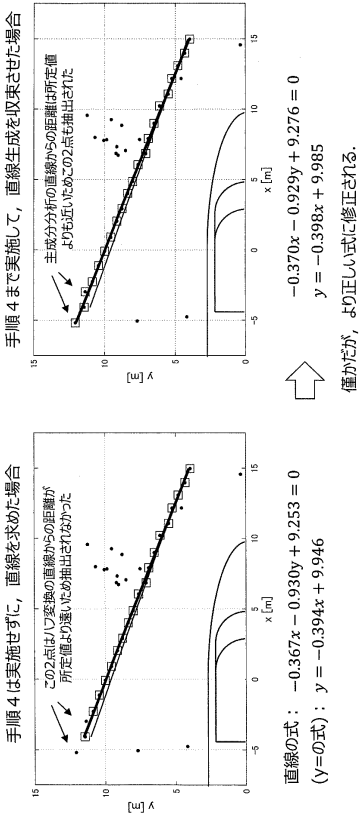 手順４は実施せずに，直線を求めた場合
この2点はハフ変換の直線からの距離が
所定値より遠いため抽出されなかった
15
10
5
0
y [m]
-5
0
5
10
15
x [m]
直線の式： -0.367x - 0.930y + 9.253 = 0
(y=の式)： y = -0.394x + 9.946
手順４まで実施して，直線生成を収束させた場合
主成分分析の直線からの距離は所定値
よりも近いためこの2点も抽出された
15
10
5
0
y [m]
-5
0
5
10
15
x [m]
-0.370x - 0.929y + 9.276 = 0
y = -0.398x + 9.985
僅かだが，より正しい式に修正される.